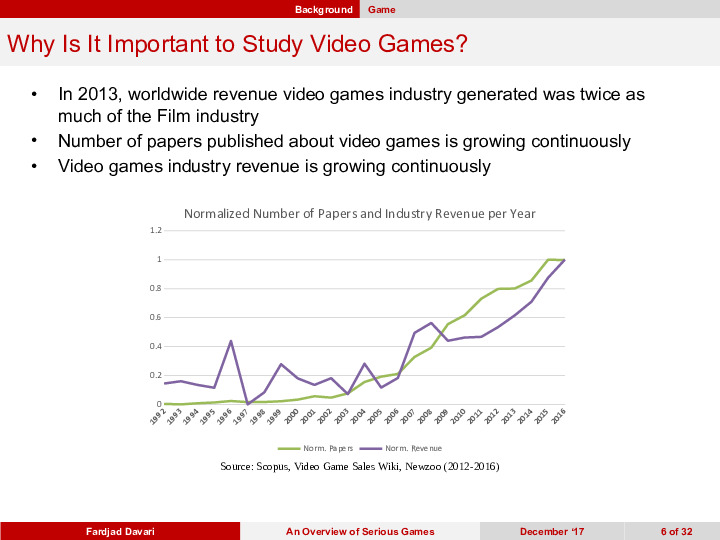 Background Game
Why Is It Important to Study Video Games?
• In 2013, worldwide revenue video games industry generated was twice as
much of the Film industry
• Number of papers published about video games is growing continuously
• Video games industry revenue is growing continuously
Normalized Number of Papers and Industry Revenue per Year
1.2
1
0.8
0.6
0.4
0.2
0
1992 1993 1994 1995 1996 1997 1998 1999 2000 2001 2002 2003 2004 2005 2006 2007 2008 2009 2010 2011 2012 2013 2014 2015 2016
Norm. Papers Norm. Revenue
Source: Scopus, Video Game Sales Wiki, Newzoo (2012-2016)
Fardjad Davari An Overview of Serious Games December ‘17 6 of 32